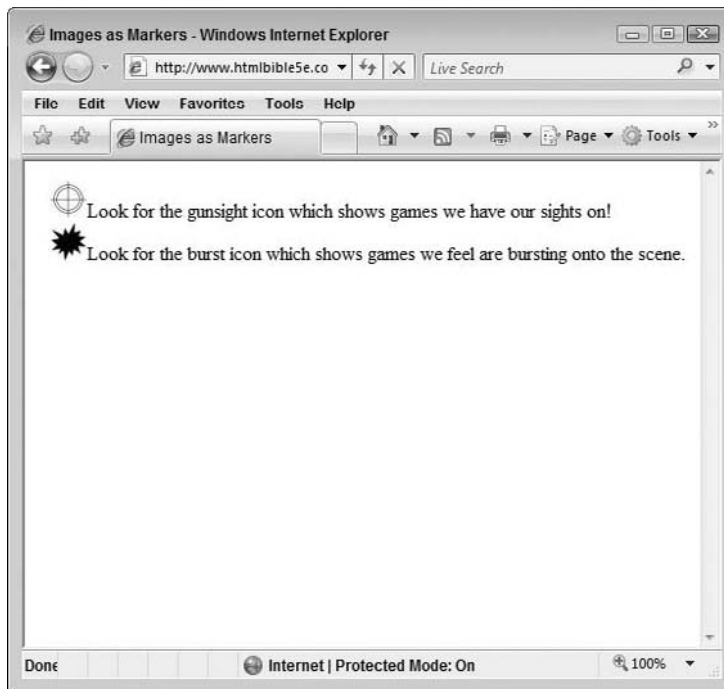 Images as Markers - Windows Internet Explorer
http://www.htmlbible5e.co
Live Search
File Edit View Favorites Tools Help
Images as Markers
Page Tools
Look for the gunsight icon which shows games we have our sights on!
Look for the burst icon which shows games we feel are bursting onto the scene.
Done
Internet | Protected Mode: On
100%